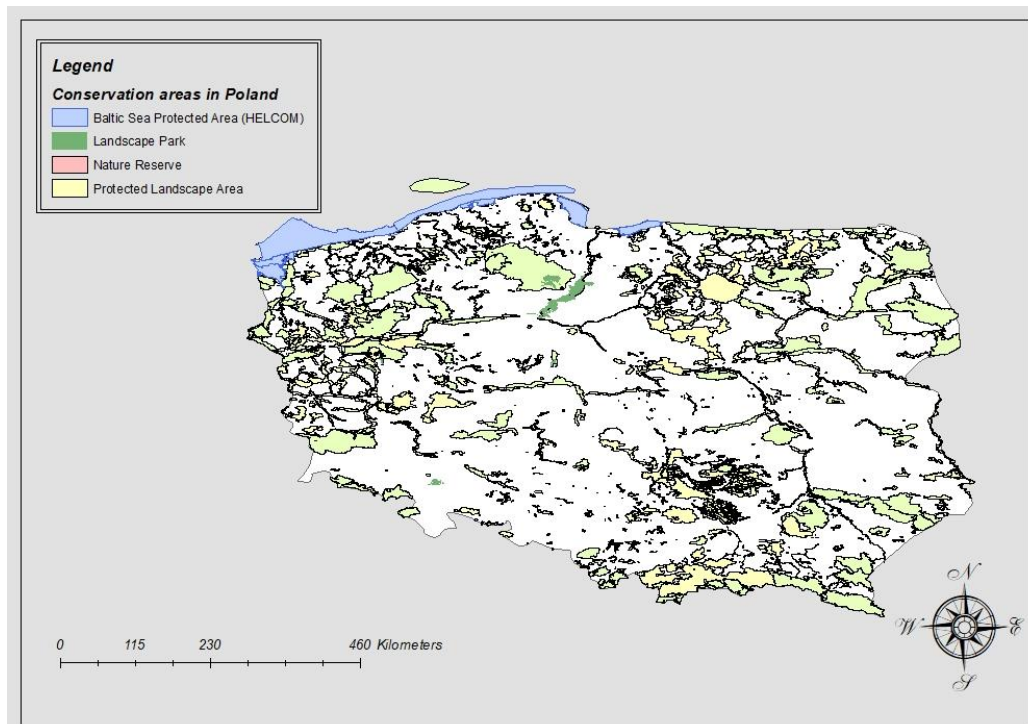 Legend
Conservation areas in Poland
Baltic Sea Protected Area (HELCOM)
Landscape Park
Nature Reserve
Protected Landscape Area
N
W E
S
0 115 230 460 Kilometers